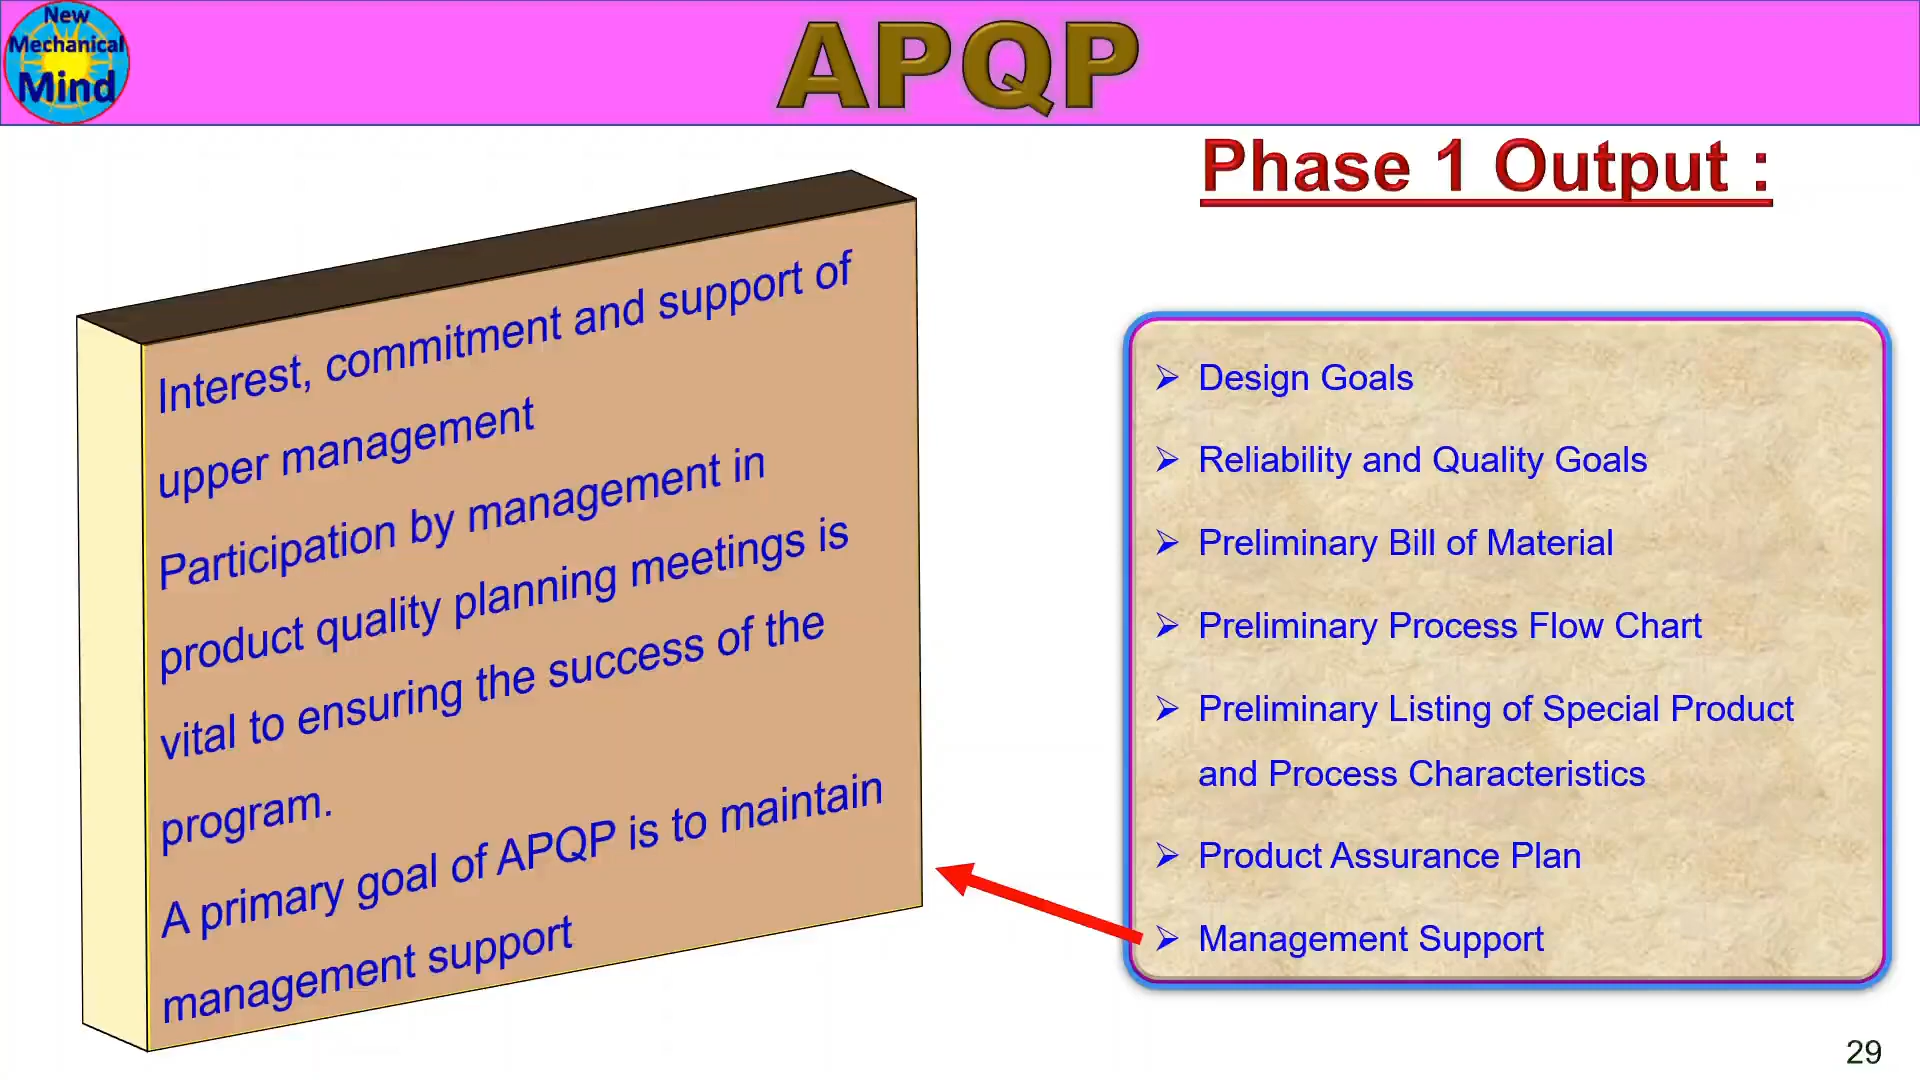 New
Mechanical
Mind
APQP
Phase 1 Output :
Interest, commitment and support of
upper management
Participation by management in
product quality planning meetings is
vital to ensuring the success of the
program.
A primary goal of APQP is to maintain
management support
➢ Design Goals
➢ Reliability and Quality Goals
➢ Preliminary Bill of Material
➢ Preliminary Process Flow Chart
➢ Preliminary Listing of Special Product
and Process Characteristics
➢ Product Assurance Plan
➢ Management Support
29